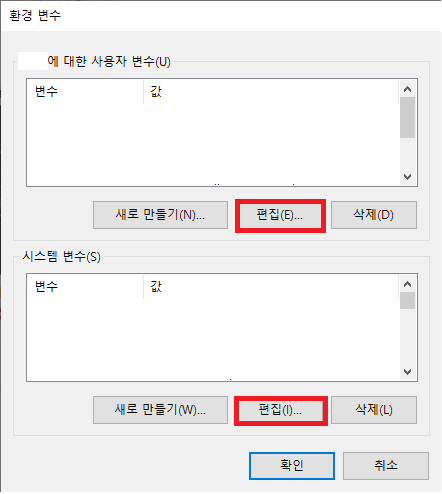 환경 변수
에 대한 사용자 변수(U)
변수 값
새로 만들기(N)... 편집(E)... 삭제(D)
시스템 변수(S)
변수 값
새로 만들기(W)... 편집(I)... 삭제(L)
확인 취소